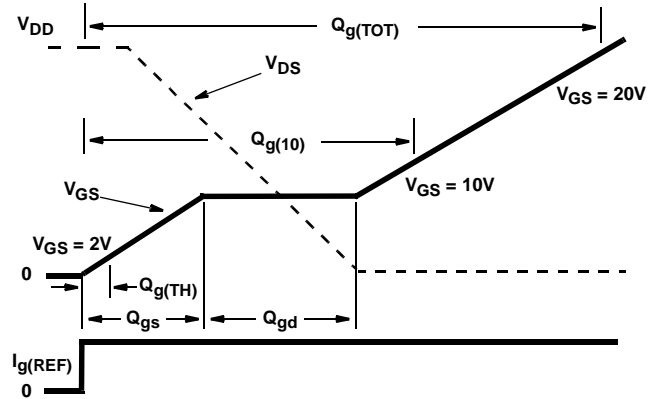 V_DD
Q_g(TOT)
V_DS
V_GS = 20V
Q_g(10)
V_GS
V_GS = 10V
V_GS = 2V
0
Q_g(TH)
Q_gs
Q_gd
I_g(REF)
0